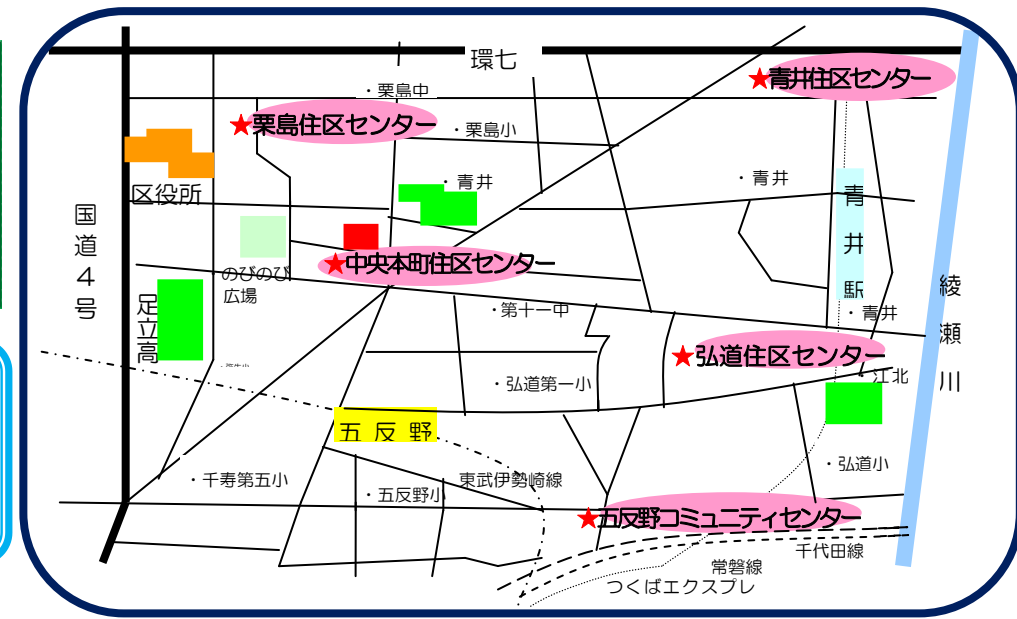 環七
青井住区センター
・栗島中
栗島住区センター
・栗島小
・青井
・青井
区役所
青井駅
国道4号
中央本町住区センター
のびのび
広場
綾瀬川
足立高
・第十一中
・青井
弘道住区センター
・江北
・弘道第一小
五反野
・弘道小
・千寿第五小
東武伊勢崎線
・五反野小
五反野コミュニティセンター
千代田線
常磐線
つくばエクスプレ